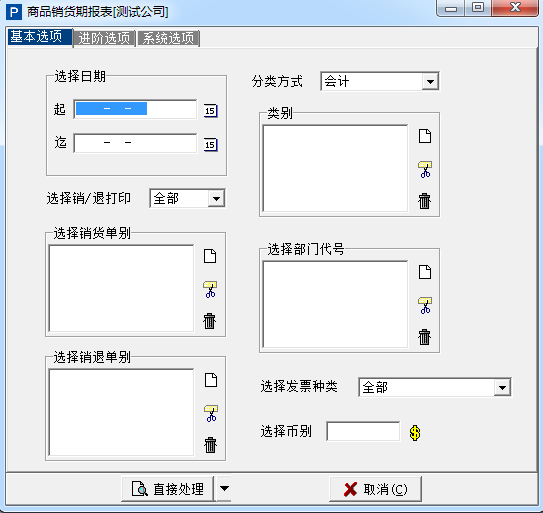 P 商品销货期报表[测试公司]
基本选项 进阶选项 系统选项
选择日期
起 - - 15
迄 - - 15
选择销/退打印 全部
选择销货单别
选择销退单别
分类方式 会计
类别
选择部门代号
选择发票种类 全部
选择币别 $
直接处理 取消(C)